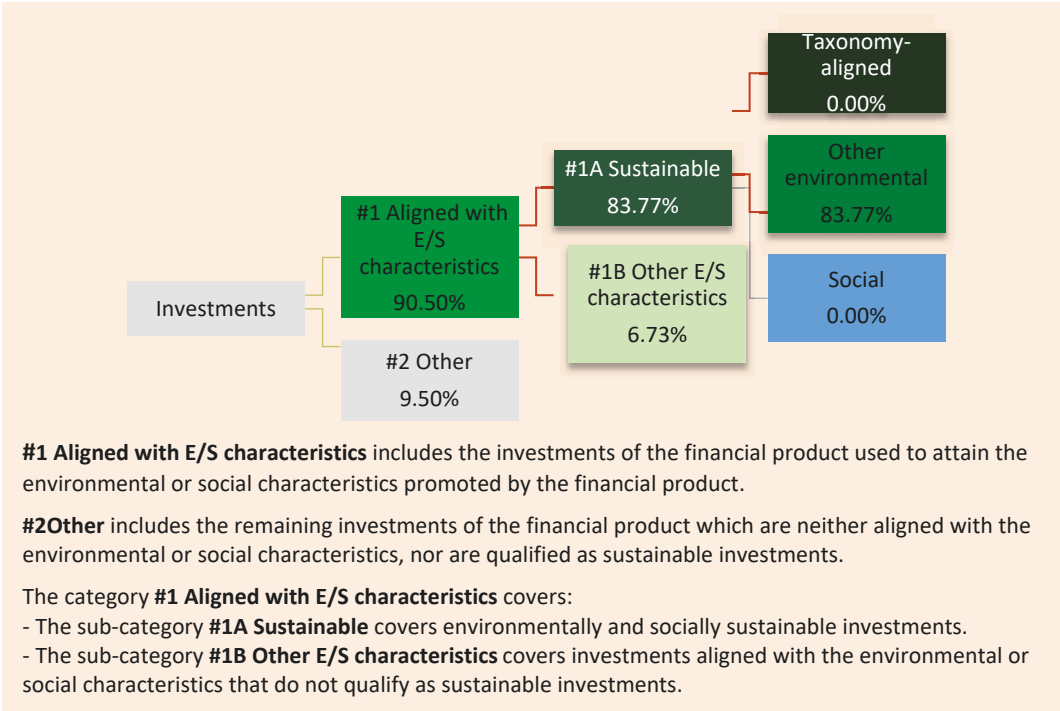 Taxonomy-
aligned
0.00%
#1A Sustainable
83.77%
Other
environmental
83.77%
#1 Aligned with
E/S
characteristics
90.50%
#1B Other E/S
characteristics
6.73%
Social
0.00%
Investments
#2 Other
9.50%
#1 Aligned with E/S characteristics includes the investments of the financial product used to attain the
environmental or social characteristics promoted by the financial product.
#2Other includes the remaining investments of the financial product which are neither aligned with the
environmental or social characteristics, nor are qualified as sustainable investments.
The category #1 Aligned with E/S characteristics covers:
- The sub-category #1A Sustainable covers environmentally and socially sustainable investments.
- The sub-category #1B Other E/S characteristics covers investments aligned with the environmental or
social characteristics that do not qualify as sustainable investments.